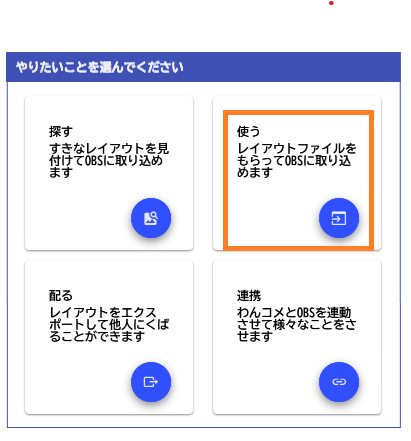 やりたいことを選んでください
探す
すきなレイアウトを見
付けてOBSに取り込め
ます
使う
レイアウトファイルを
もらってOBSに取り込
めます
配る
レイアウトをエクス
ポートして他人にくば
ることができます
連携
わんコメとOBSを連動
させて様々なことをさ
せます